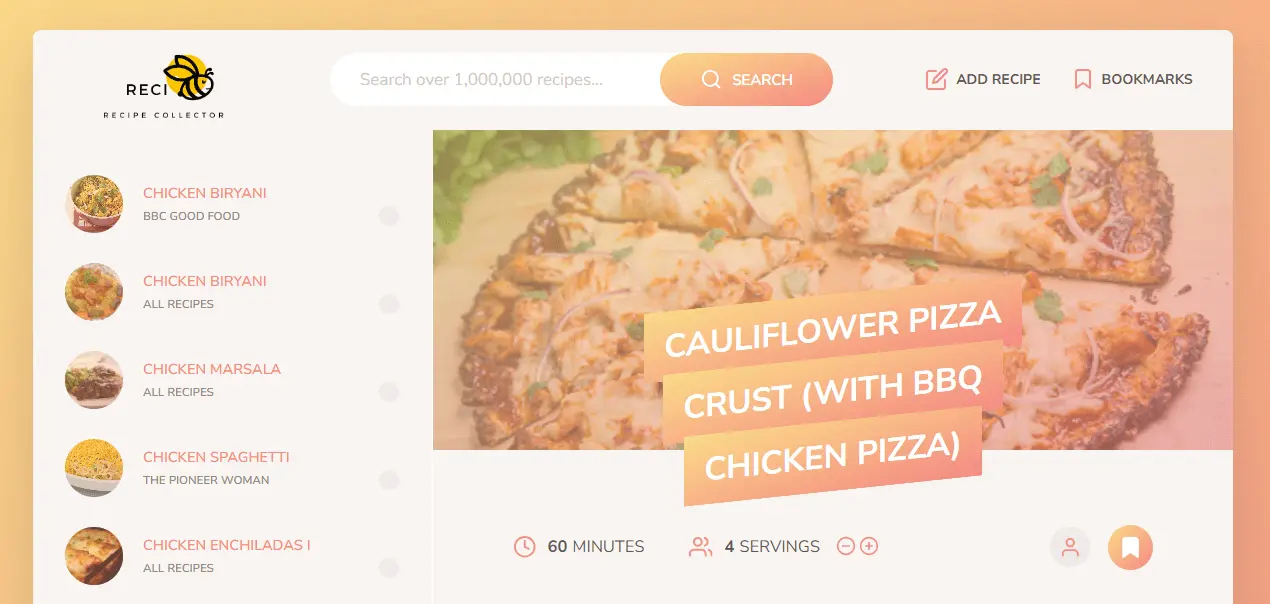 RECI
RECIPE COLLECTOR
Search over 1,000,000 recipes...
SEARCH
ADD RECIPE
BOOKMARKS
CHICKEN BIRYANI
BBC GOOD FOOD
CHICKEN BIRYANI
ALL RECIPES
CHICKEN MARSALA
ALL RECIPES
CHICKEN SPAGHETTI
THE PIONEER WOMAN
CHICKEN ENCHILADAS I
ALL RECIPES
CAULIFLOWER PIZZA
CRUST (WITH BBQ
CHICKEN PIZZA)
60 MINUTES
4 SERVINGS